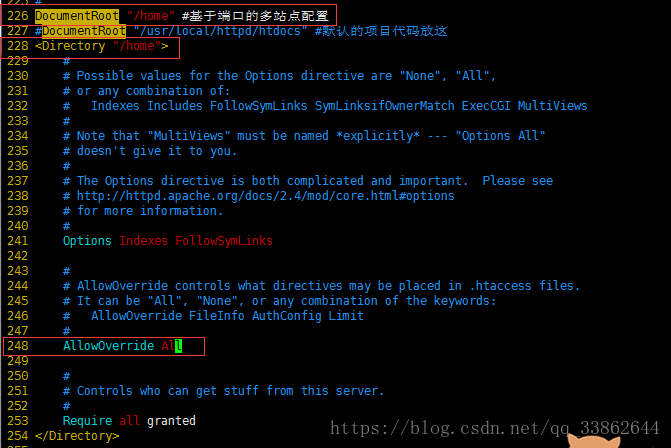 225 #
226 DocumentRoot "/home" #基于端口的多站点配置
227 #DocumentRoot "/usr/local/httpd/htdocs" #默认的项目代码放这
228 <Directory "/home">
229     #
230     # Possible values for the Options directive are "None", "All",
231     # or any combination of:
232     #   Indexes Includes FollowSymLinks SymLinksifOwnerMatch ExecCGI MultiViews
233     #
234     # Note that "MultiViews" must be named *explicitly* --- "Options All"
235     # doesn't give it to you.
236     #
237     # The Options directive is both complicated and important.  Please see
238     # http://httpd.apache.org/docs/2.4/mod/core.html#options
239     # for more information.
240     #
241     Options Indexes FollowSymLinks
242
243     #
244     # AllowOverride controls what directives may be placed in .htaccess files.
245     # It can be "All", "None", or any combination of the keywords:
246     #   AllowOverride FileInfo AuthConfig Limit
247     #
248     AllowOverride All
249
250     #
251     # Controls who can get stuff from this server.
252     #
253     Require all granted
254 </Directory>
https://blog.csdn.net/qq_33862644